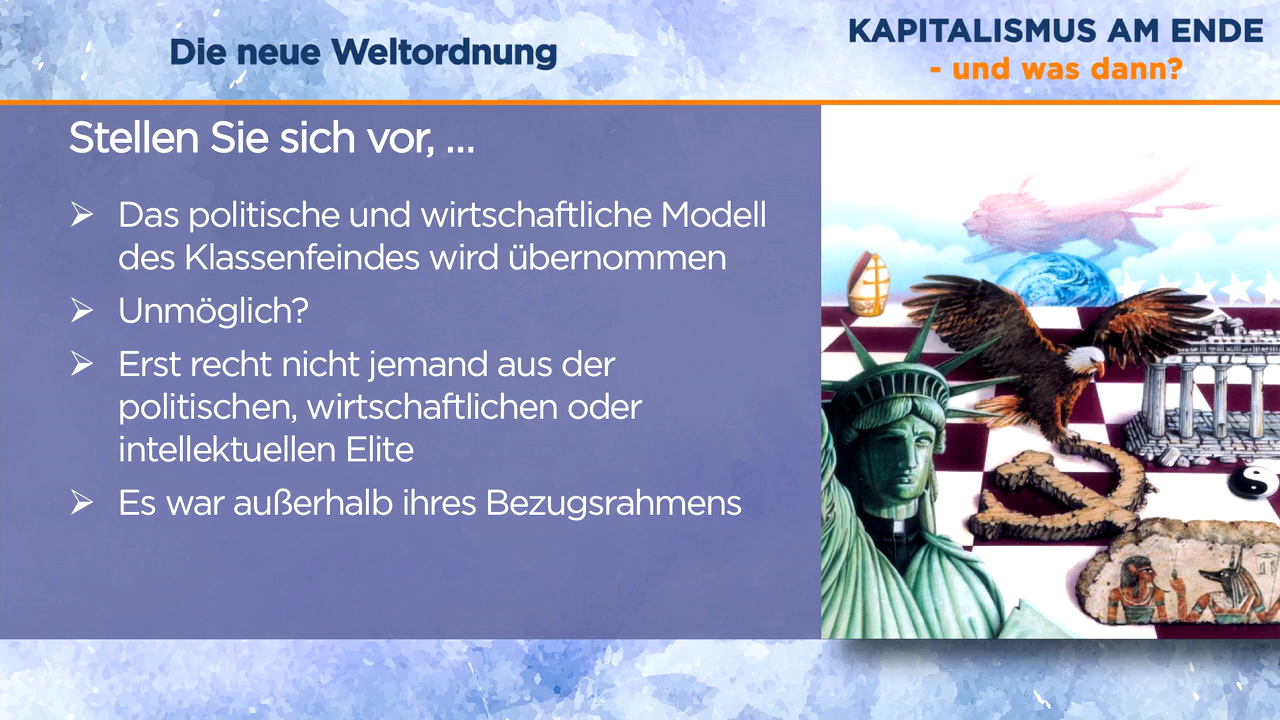 Die neue Weltordnung
KAPITALISMUS AM ENDE
- und was dann?
Stellen Sie sich vor, ...
Das politische und wirtschaftliche Modell
des Klassenfeindes wird übernommen
Unmöglich?
Erst recht nicht jemand aus der
politischen, wirtschaftlichen oder
intellektuellen Elite
Es war außerhalb ihres Bezugsrahmens